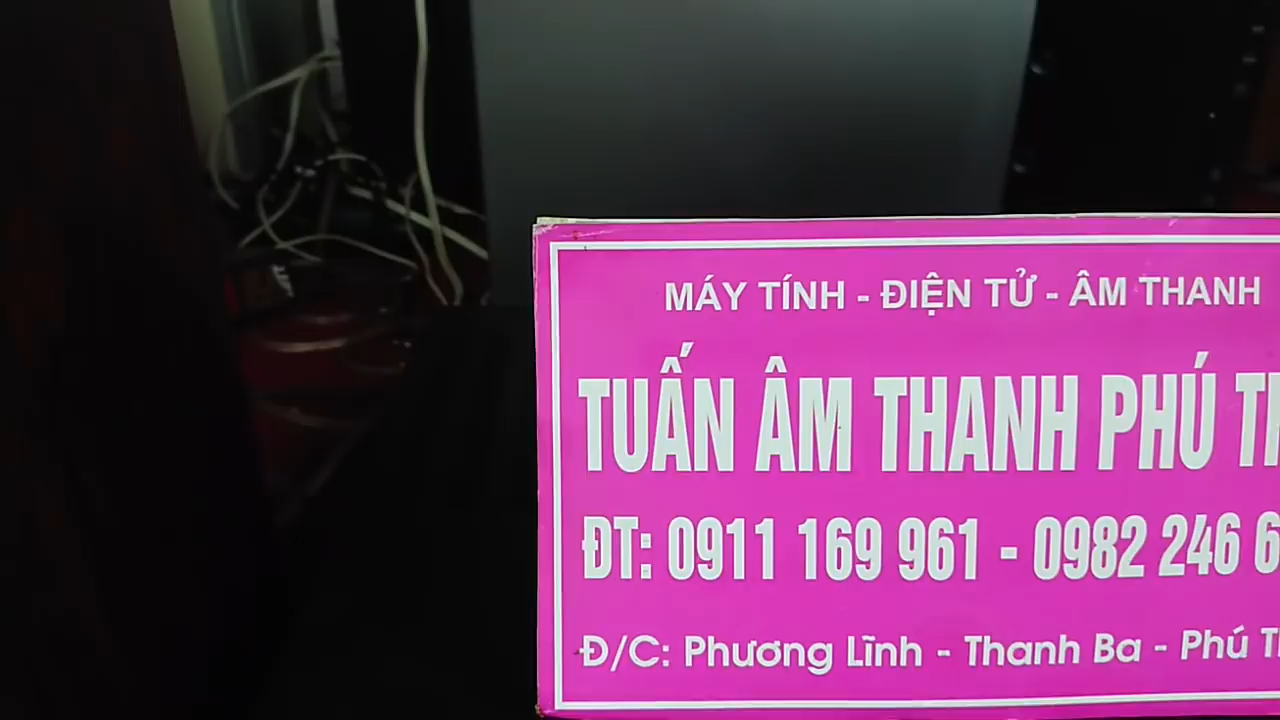 MÁY TÍNH - ĐIỆN TỬ - ÂM THANH
TUẤN ÂM THANH PHÚ
ĐT: 0911 169 961 - 0982 246
Đ/C: Phương Lĩnh - Thanh Ba - Phú